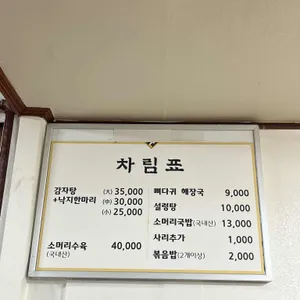 차림표
감자탕 (大) 35,000
+낙지한마리 (中) 30,000
(小) 25,000
소머리수육 40,000
(국내산)
뼈다귀 해장국 9,000
설렁탕 10,000
소머리국밥(국내산) 13,000
사리추가 1,000
볶음밥(2개이상) 2,000